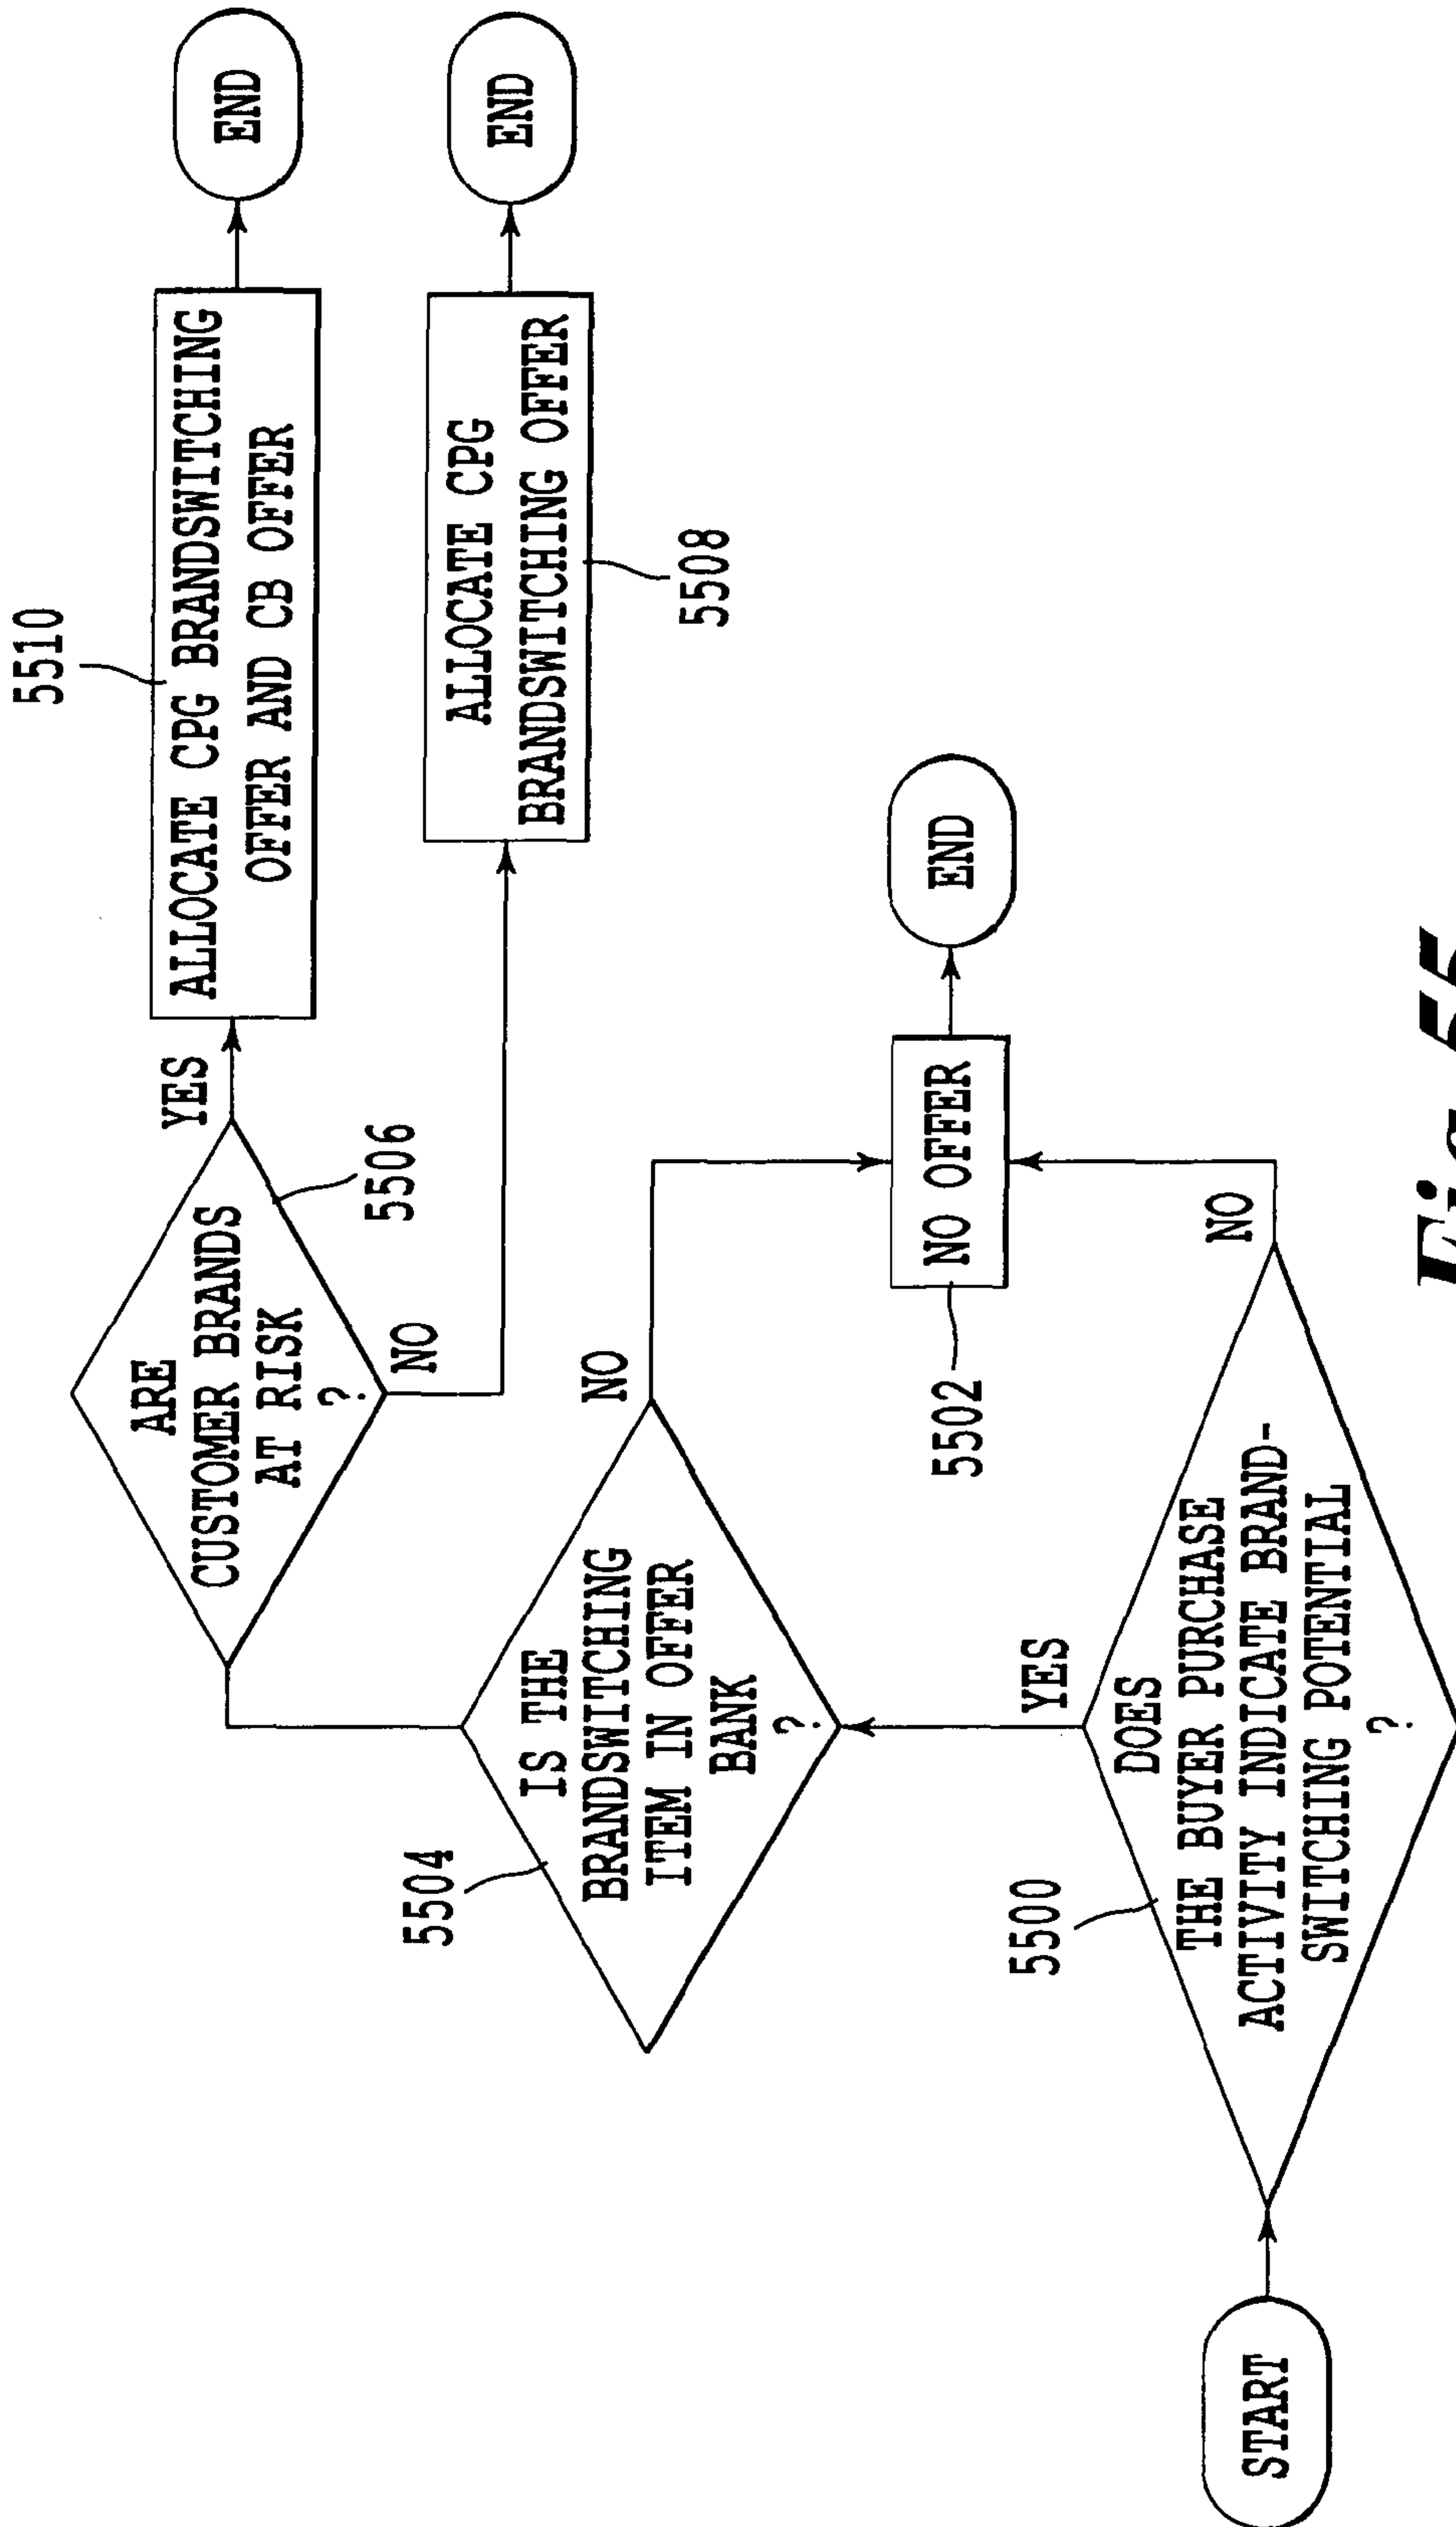 START
5500
DOES
THE BUYER PURCHASE
ACTIVITY INDICATE BRAND-
SWITCHING POTENTIAL
?
YES
NO
5504
IS THE
BRANDSWITCHING
ITEM IN OFFER
BANK
?
NO
5502
NO OFFER
END
ARE
CUSTOMER BRANDS
AT RISK
?
5506
YES
NO
5510
ALLOCATE CPG BRANDSWITCHING
OFFER AND CB OFFER
END
ALLOCATE CPG
BRANDSWITCHING OFFER
5508
END
Fig. 55